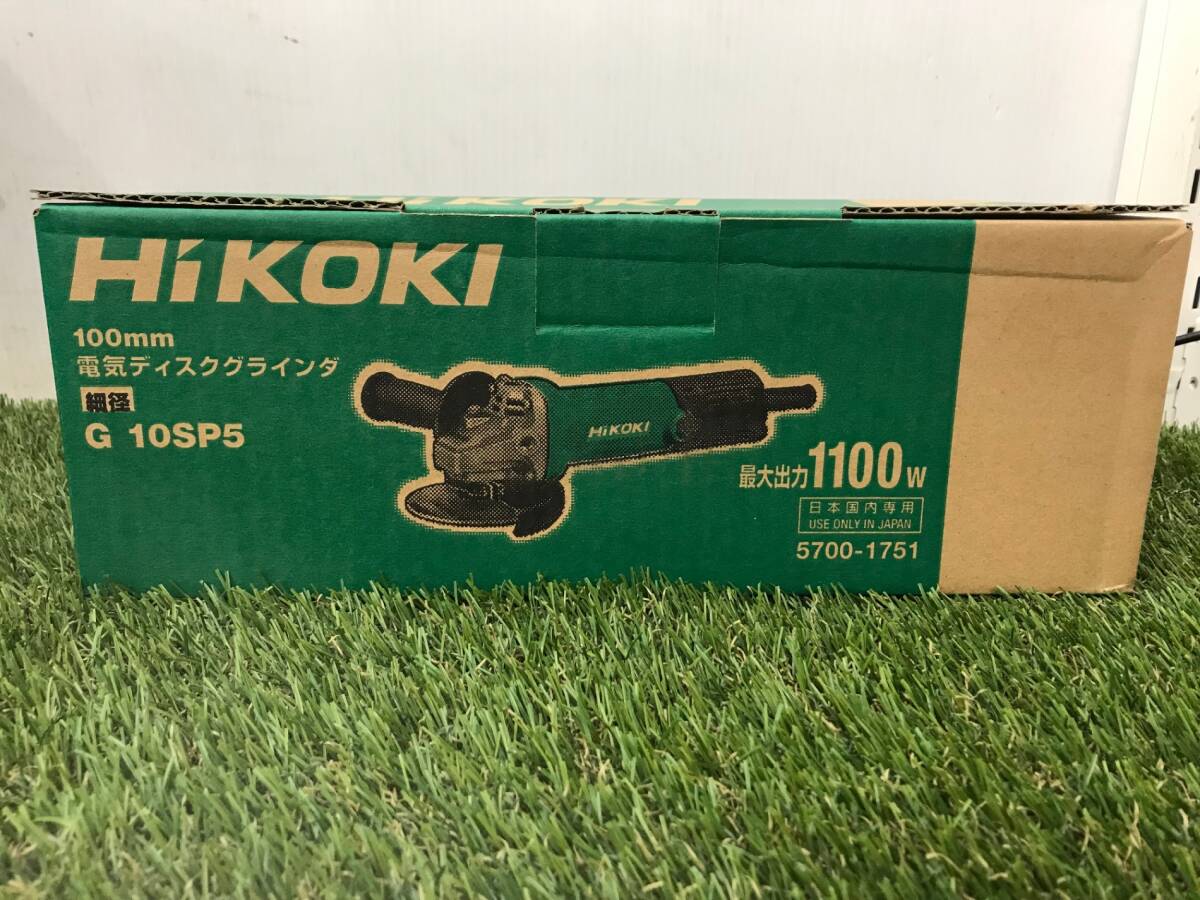 HiKOKI
HiKOKI
100mm
電気ディスクグラインダ
細径
G 10SP5
HiKOKI
最大出力1100W
日本国内専用
USE ONLY IN JAPAN
5700-1751